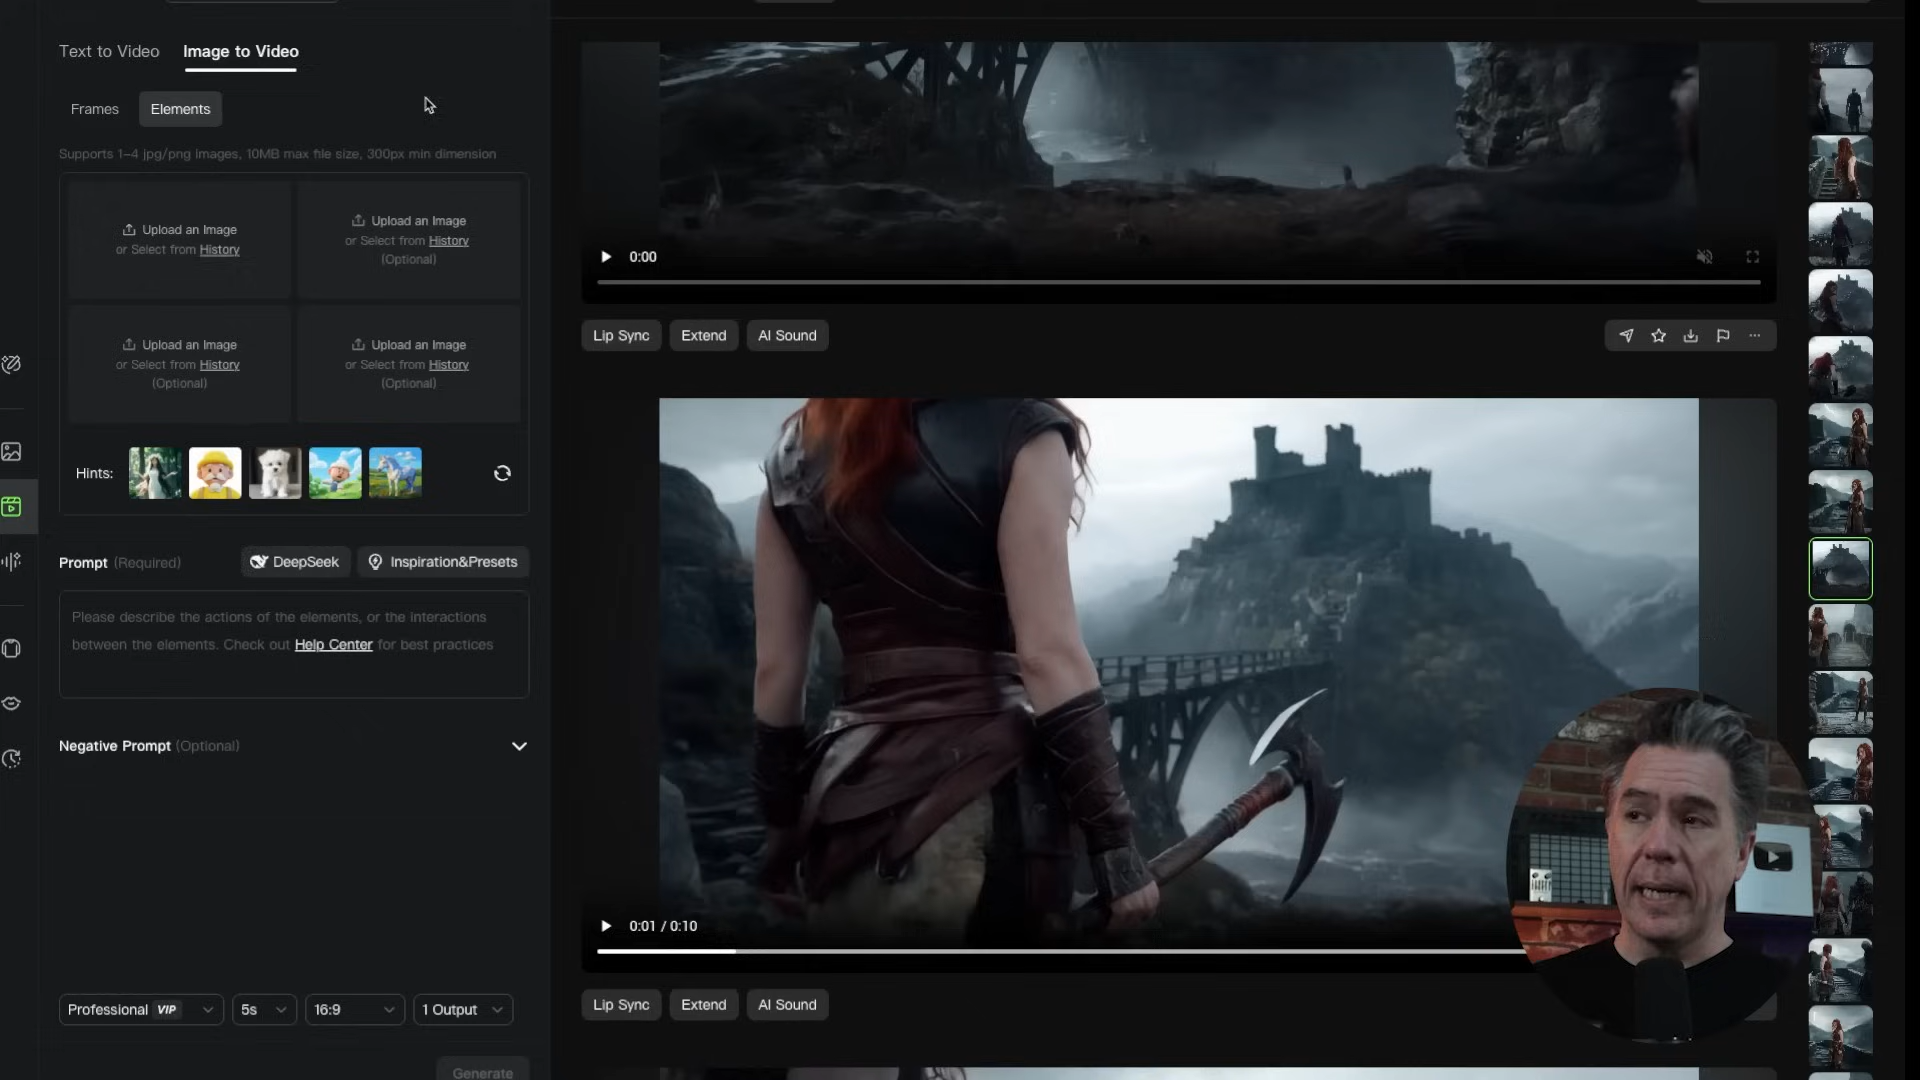 Text to Video
Image to Video
Frames
Elements
Supports 1–4 jpg/png images, 10MB max file size, 300px min dimension
Upload an Image
or Select from History
Upload an Image
or Select from History
(Optional)
Upload an Image
or Select from History
(Optional)
Upload an Image
or Select from History
(Optional)
Hints:
Prompt (Required)
DeepSeek
Inspiration&Presets
Please describe the actions of the elements, or the interactions
between the elements. Check out Help Center for best practices
Negative Prompt (Optional)
Professional VIP
5s
16:9
1 Output
Generate
0:00
Lip Sync
Extend
AI Sound
0:01 / 0:10
Lip Sync
Extend
AI Sound